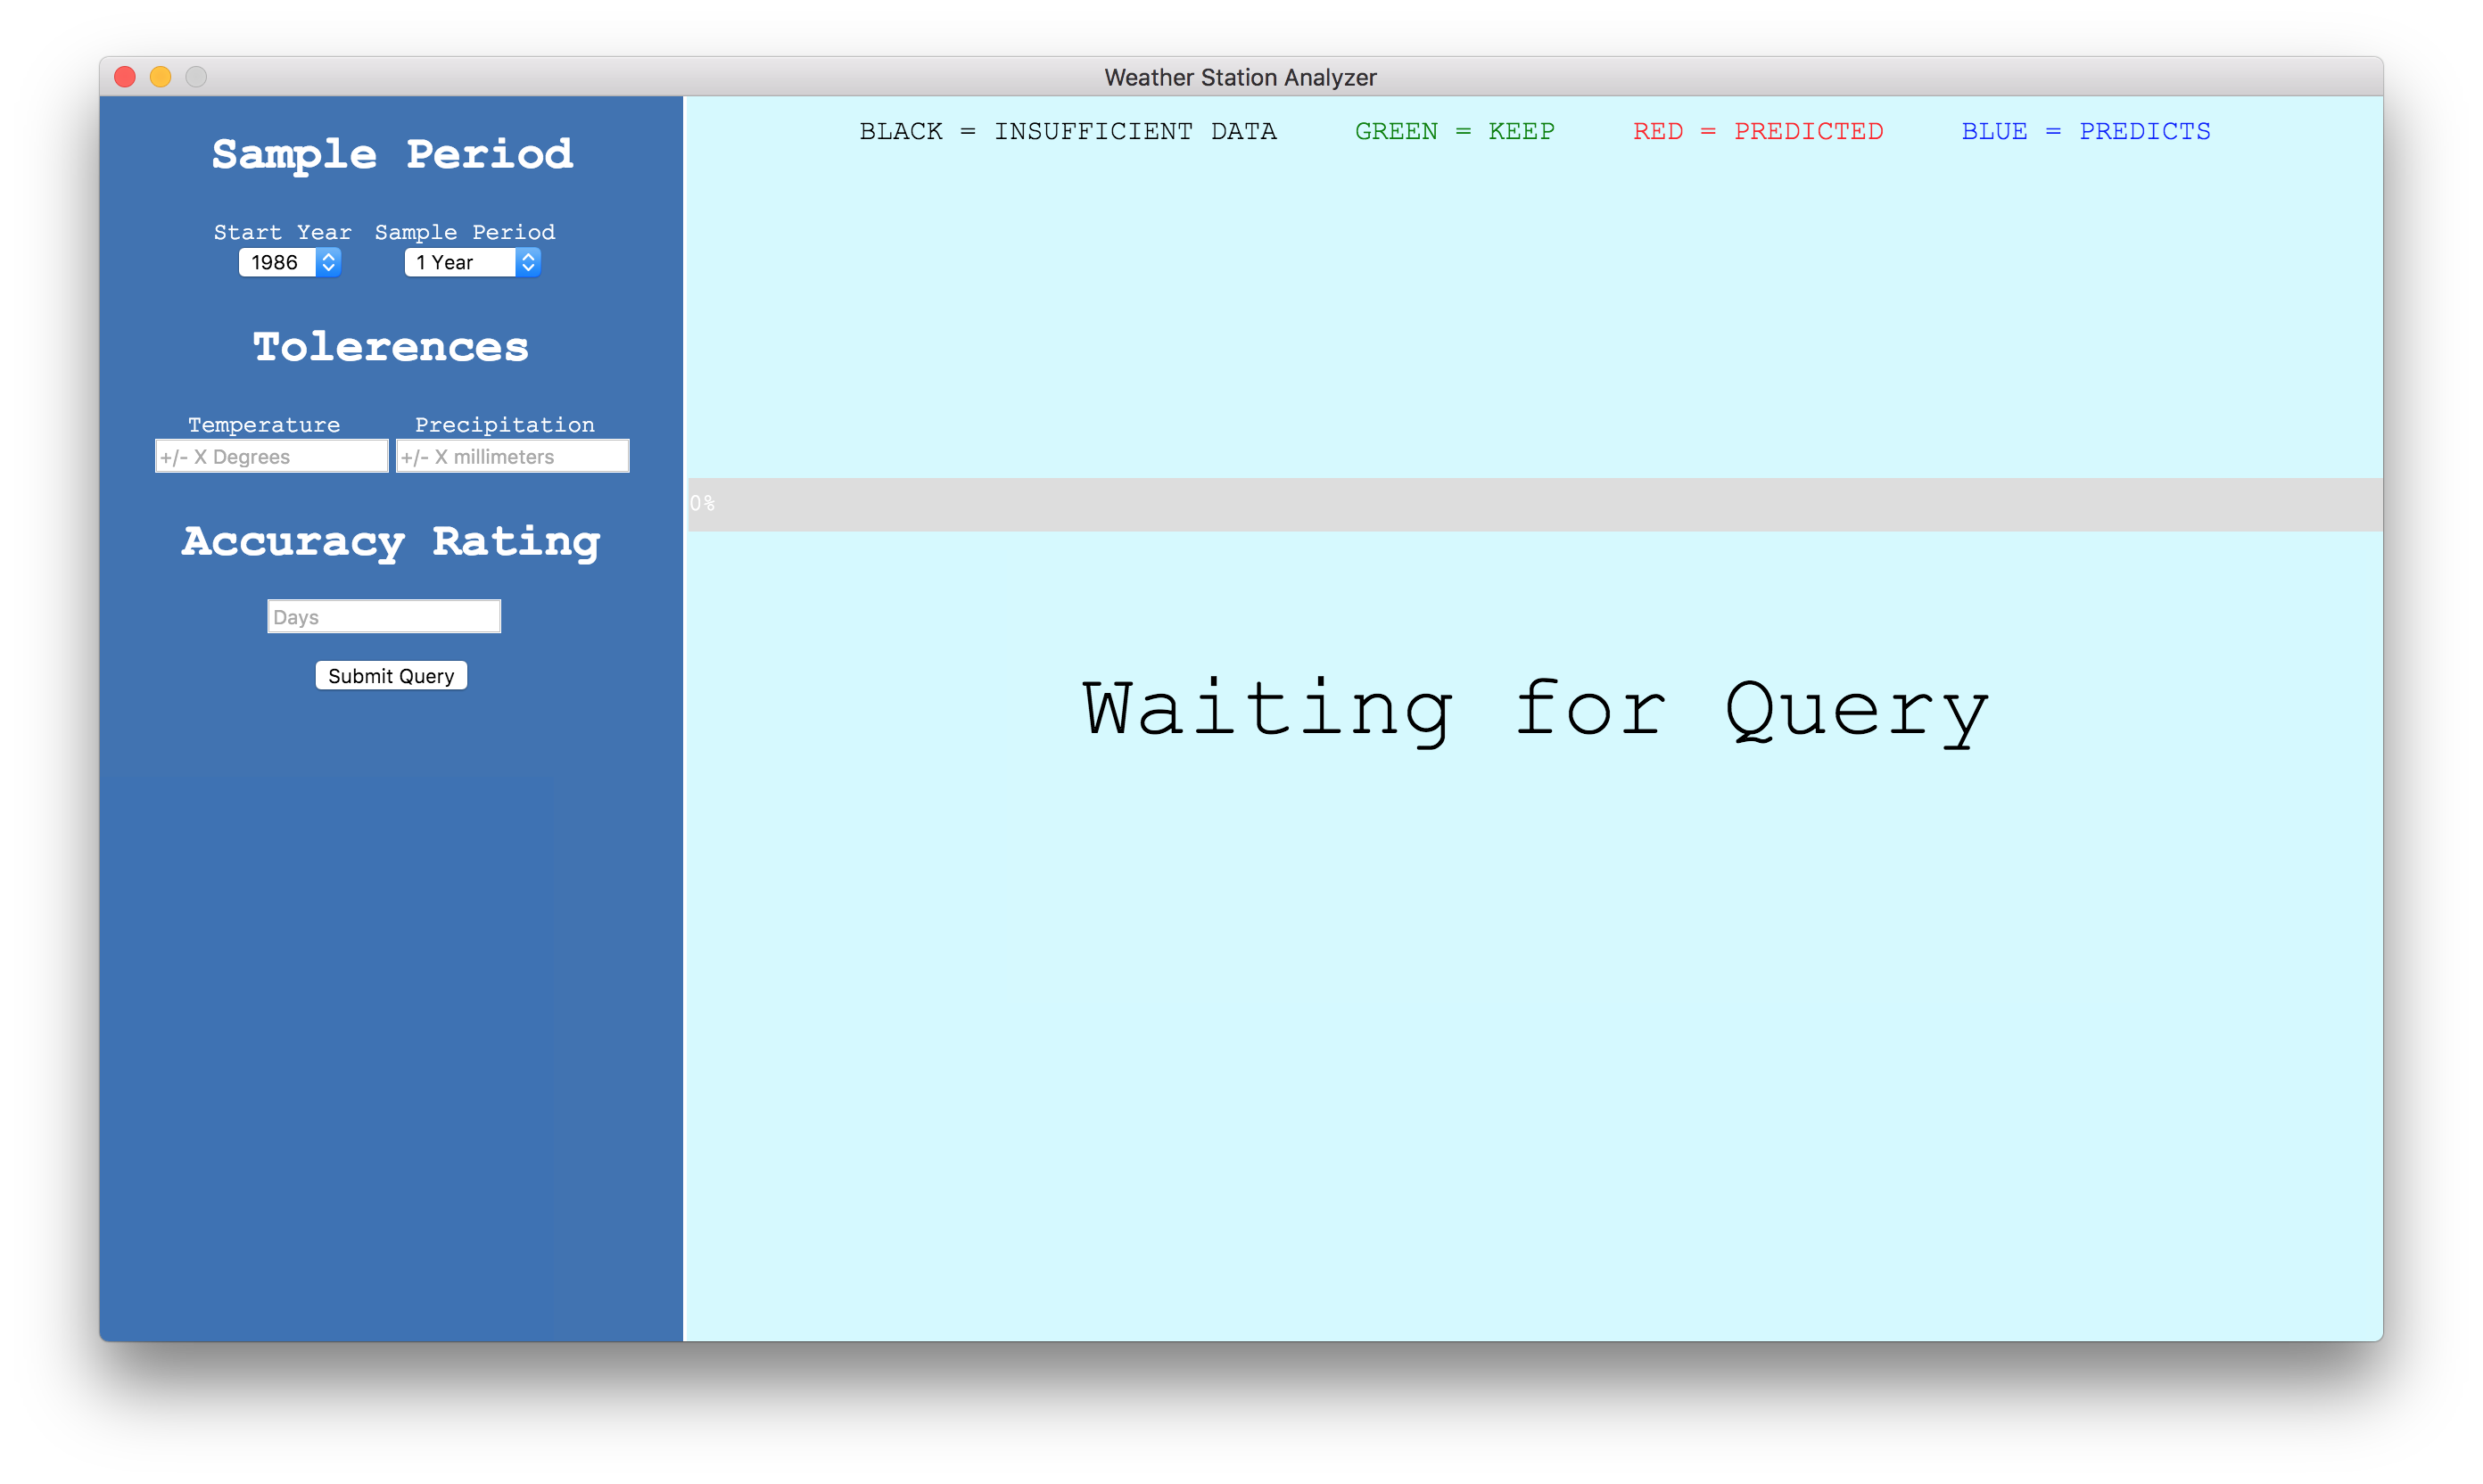 Weather Station Analyzer
Sample Period
Start Year Sample Period
1986 1 Year
Tolerences
Temperature Precipitation
+/- X Degrees +/- X millimeters
Accuracy Rating
Days
Submit Query
BLACK = INSUFFICIENT DATA GREEN = KEEP RED = PREDICTED BLUE = PREDICTS
0%
Waiting for Query